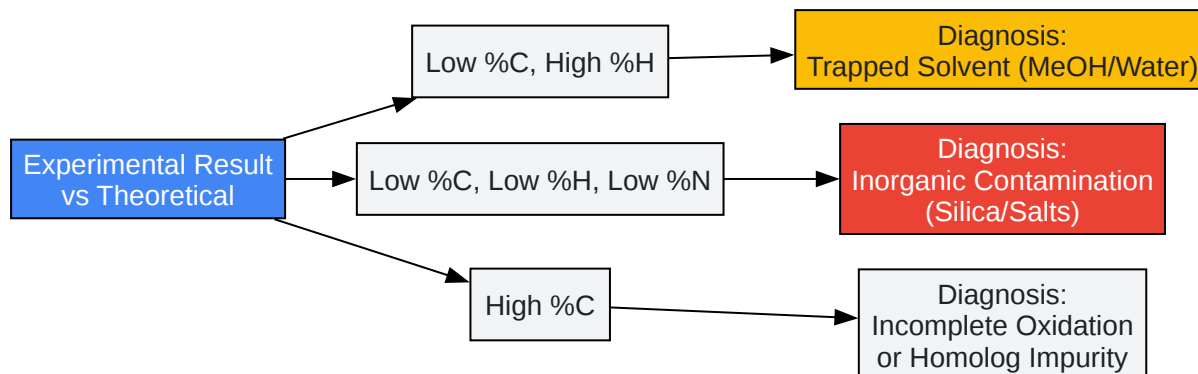 Experimental Result
vs Theoretical
Low %C, High %H
Diagnosis:
Trapped Solvent (MeOH/Water)
Low %C, Low %H, Low %N
Diagnosis:
Inorganic Contamination
(Silica/Salts)
High %C
Diagnosis:
Incomplete Oxidation
or Homolog Impurity